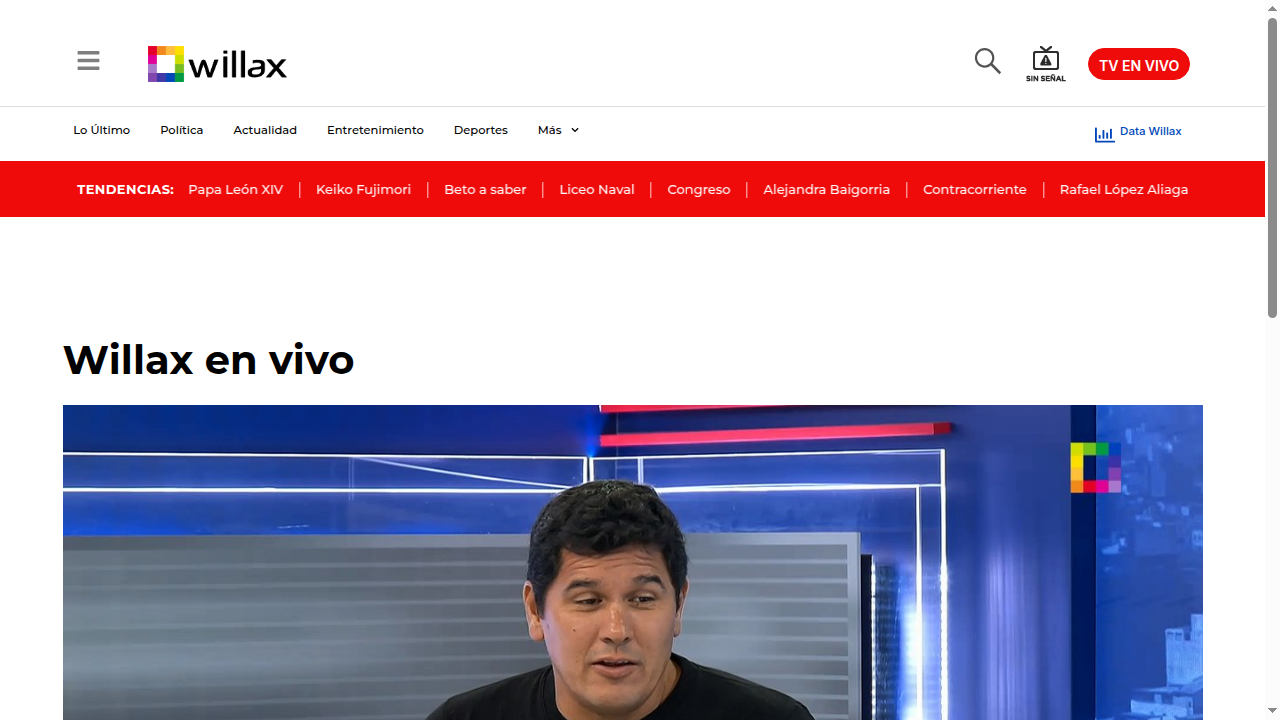 willax
SIN SEÑAL
TV EN VIVO
Lo Último Política Actualidad Entretenimiento Deportes Más
Data Willax
TENDENCIAS: Papa León XIV Keiko Fujimori Beto a saber Liceo Naval Congreso Alejandra Baigorria Contracorriente Rafael López Aliaga
Willax en vivo